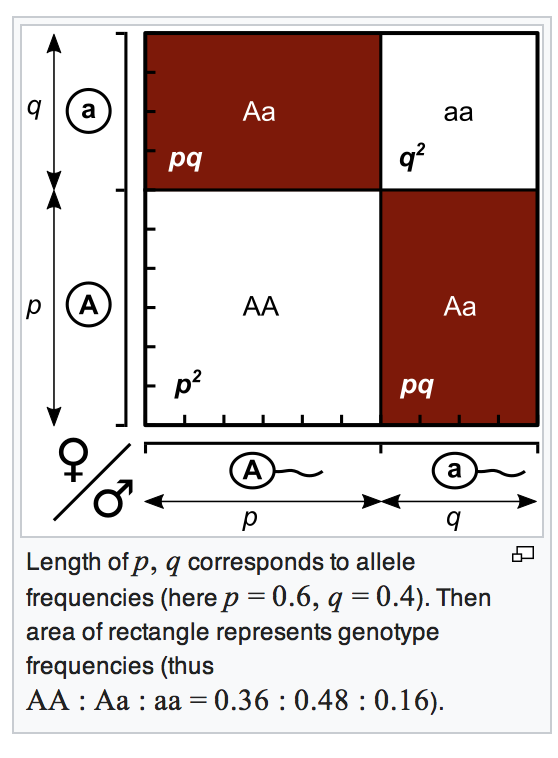 q a Aa aa
pq q²
p A AA Aa
p² pq
♀/♂ A a
p q
Length of p, q corresponds to allele
frequencies (here p = 0.6, q = 0.4). Then
area of rectangle represents genotype
frequencies (thus
AA : Aa : aa = 0.36 : 0.48 : 0.16).